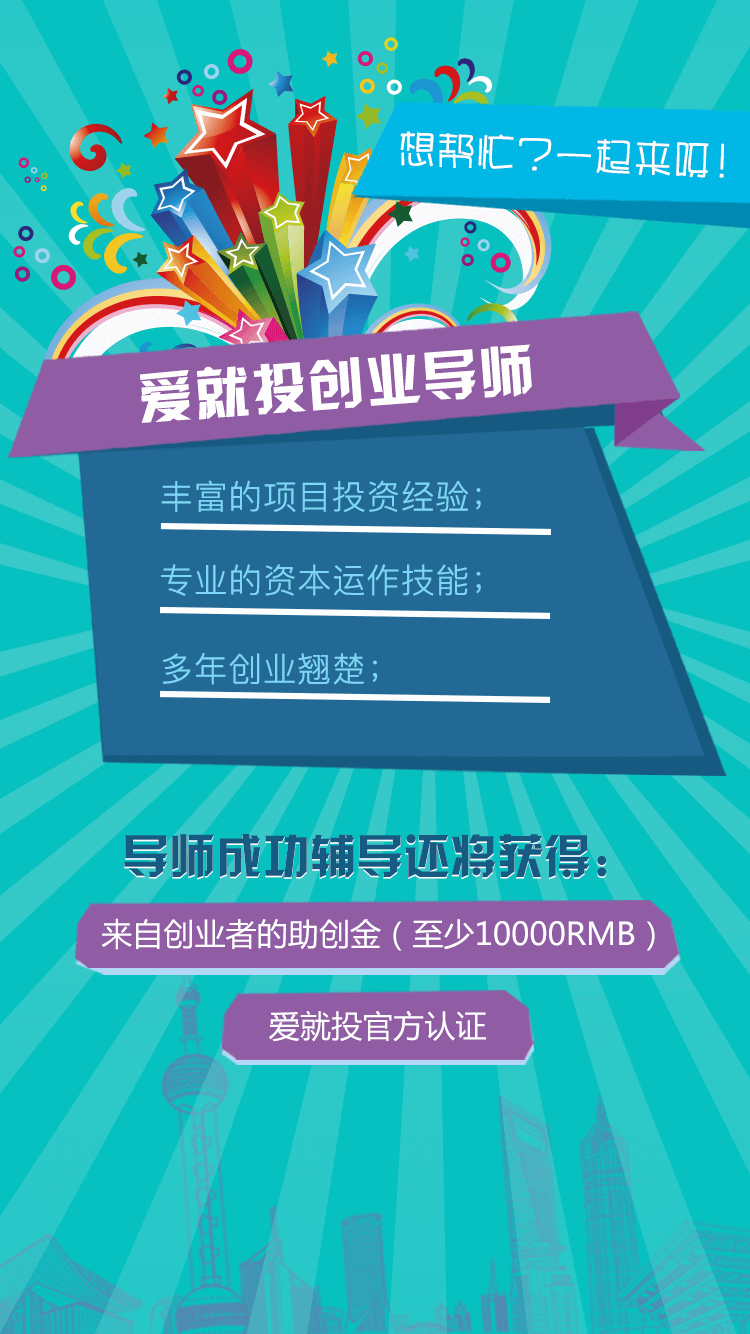 想帮忙？一起来呀！
爱就投创业导师
丰富的项目投资经验；
专业的资本运作技能；
多年创业翘楚；
导师成功辅导还将获得：
来自创业者的助创金（至少10000RMB）
爱就投官方认证